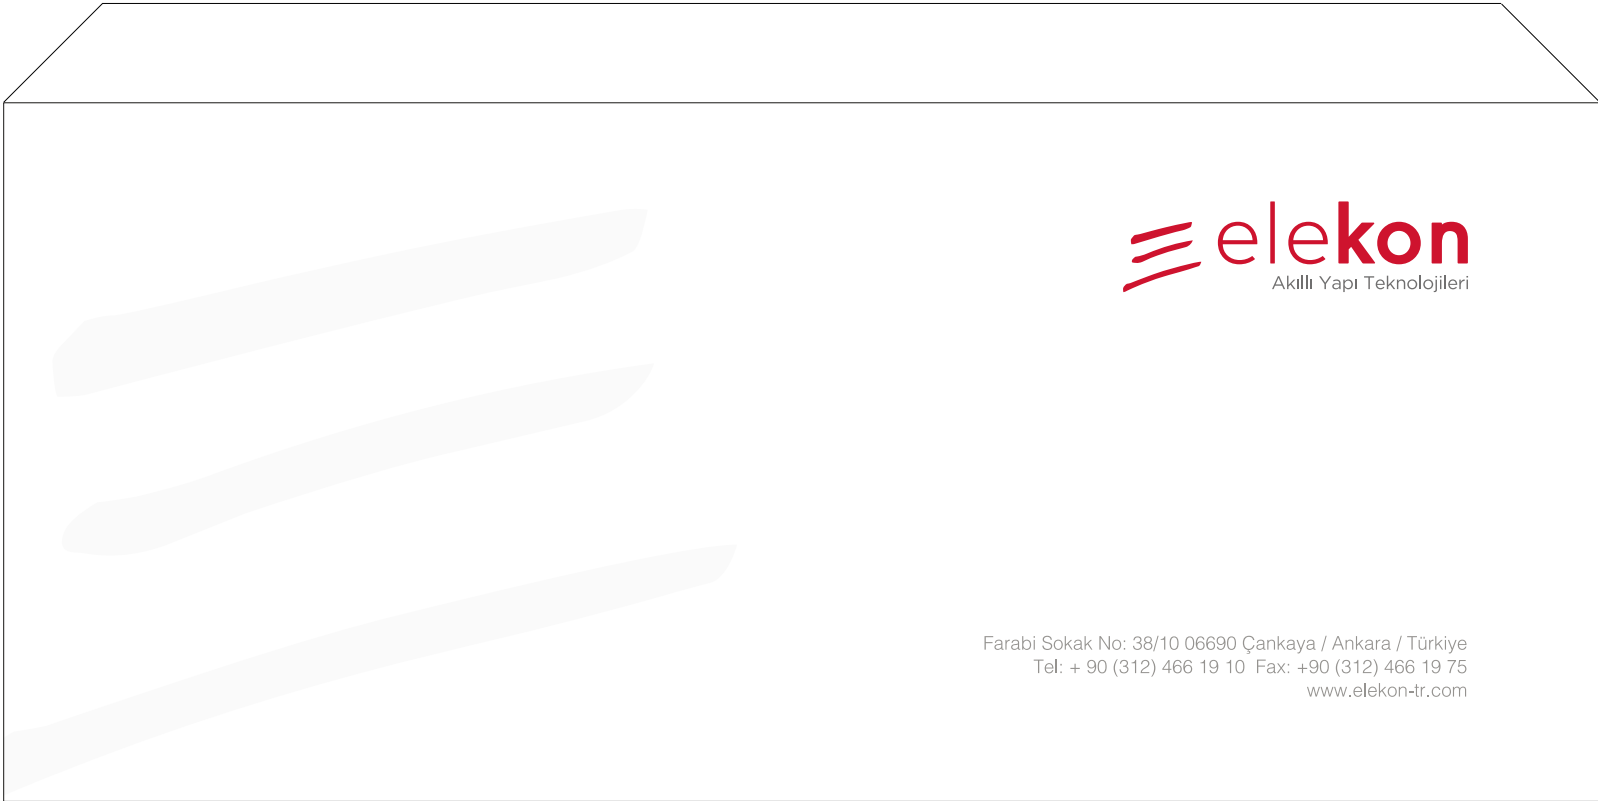 elekon
Akıllı Yapı Teknolojileri
Farabi Sokak No: 38/10 06690 Çankaya / Ankara / Türkiye
Tel: + 90 (312) 466 19 10 Fax: +90 (312) 466 19 75
www.elekon-tr.com